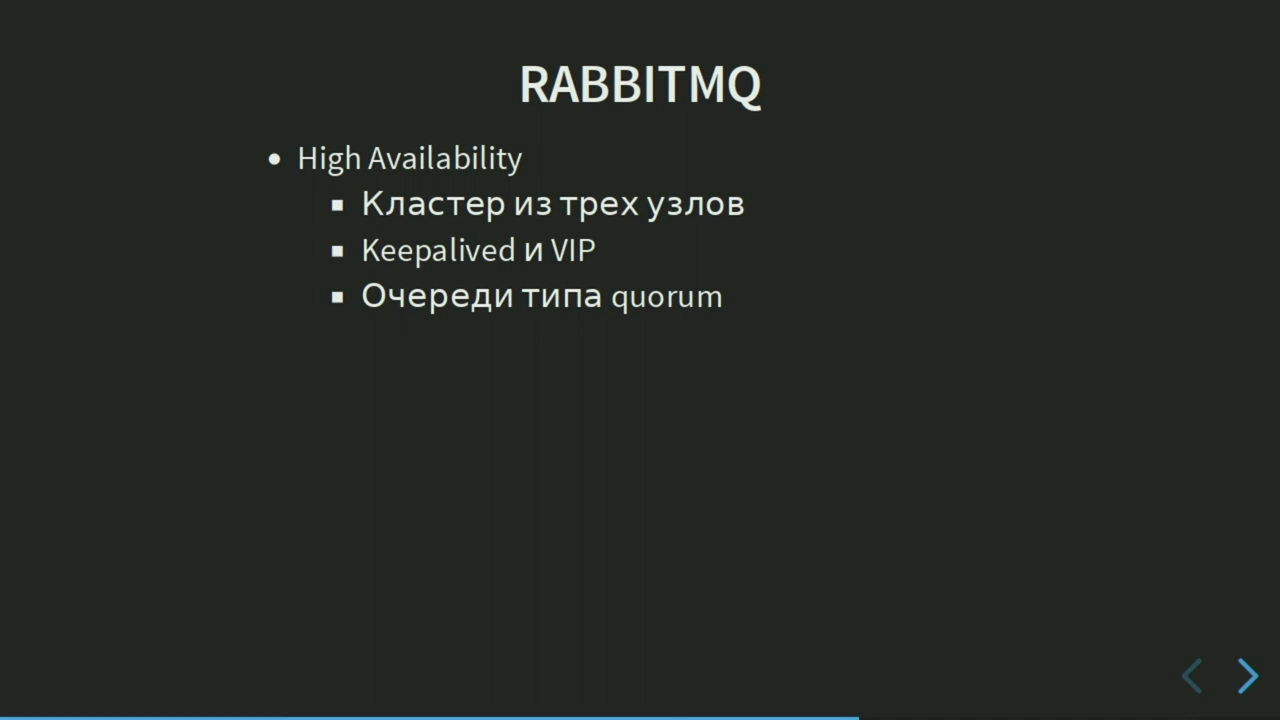 RABBITMQ
High Availability
Кластер из трех узлов
Keepalived и VIP
Очереди типа quorum